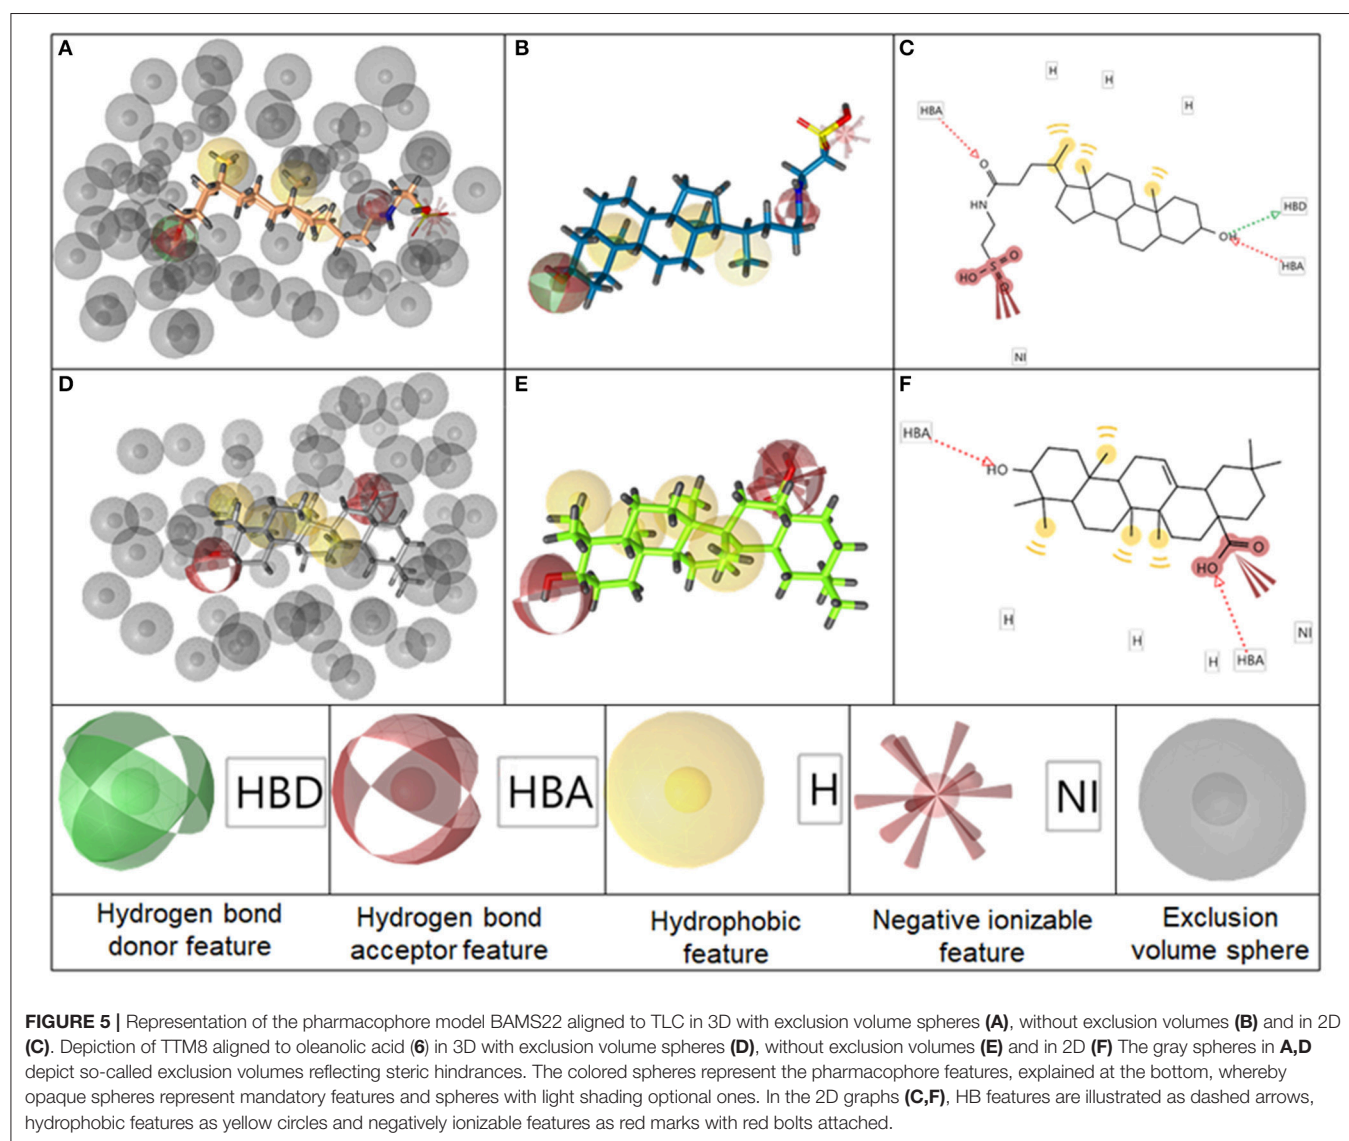 A
B
C
H
H
H
HBA
O
HN
HO
S
O
O
OH
HBD
HBA
NI
D
E
F
HBA
HO
O
HO
H
H
H
HBA
NI
HBD
HBA
H
NI
Hydrogen bond
donor feature
Hydrogen bond
acceptor feature
Hydrophobic
feature
Negative ionizable
feature
Exclusion
volume sphere
FIGURE 5 | Representation of the pharmacophore model BAMS22 aligned to TLC in 3D with exclusion volume spheres (A), without exclusion volumes (B) and in 2D
(C). Depiction of TTM8 aligned to oleanolic acid (6) in 3D with exclusion volume spheres (D), without exclusion volumes (E) and in 2D (F) The gray spheres in A,D
depict so-called exclusion volumes reflecting steric hindrances. The colored spheres represent the pharmacophore features, explained at the bottom, whereby
opaque spheres represent mandatory features and spheres with light shading optional ones. In the 2D graphs (C,F), HB features are illustrated as dashed arrows,
hydrophobic features as yellow circles and negatively ionizable features as red marks with red bolts attached.